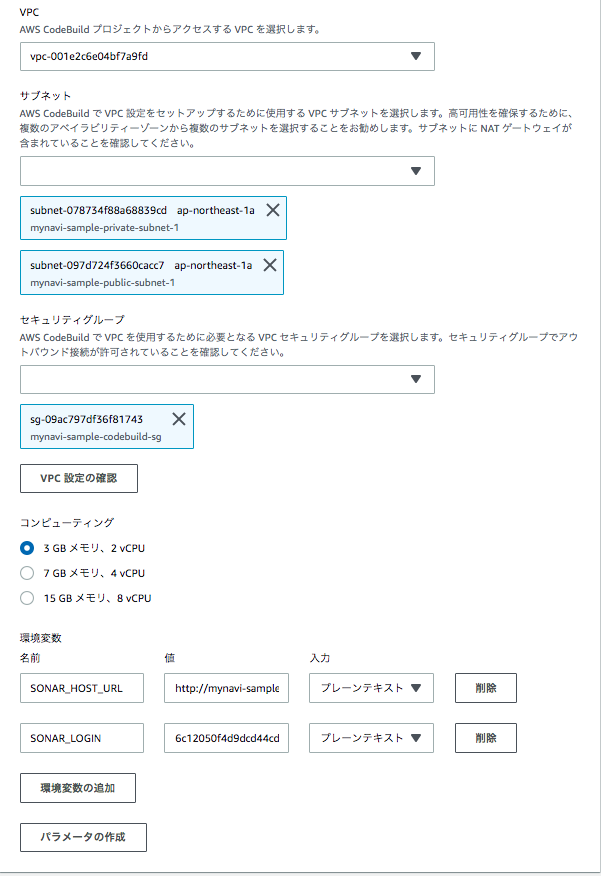 VPC
AWS CodeBuild プロジェクトからアクセスする VPC を選択します。
vpc-001e2c6e04bf7a9fd
サブネット
AWS CodeBuild で VPC 設定をセットアップするために使用する VPC サブネットを選択します。高可用性を確保するために、
複数のアベイラビリティーゾーンから複数のサブネットを選択することをお勧めします。サブネットに NAT ゲートウェイが
含まれていることを確認してください。
subnet-078734f88a68839cd ap-northeast-1a
mynavi-sample-private-subnet-1
subnet-097d724f3660cacc7 ap-northeast-1a
mynavi-sample-public-subnet-1
セキュリティグループ
AWS CodeBuild で VPC を使用するために必要となる VPC セキュリティグループを選択します。セキュリティグループでアウ
トバウンド接続が許可されていることを確認してください。
sg-09ac797df36f81743
mynavi-sample-codebuild-sg
VPC 設定の確認
コンピューティング
3 GB メモリ、2 vCPU
7 GB メモリ、4 vCPU
15 GB メモリ、8 vCPU
環境変数
名前 値 入力
SONAR_HOST_URL http://mynavi-sample プレーンテキスト 削除
SONAR_LOGIN 6c12050f4d9dcd44cd プレーンテキスト 削除
環境変数の追加
パラメータの作成